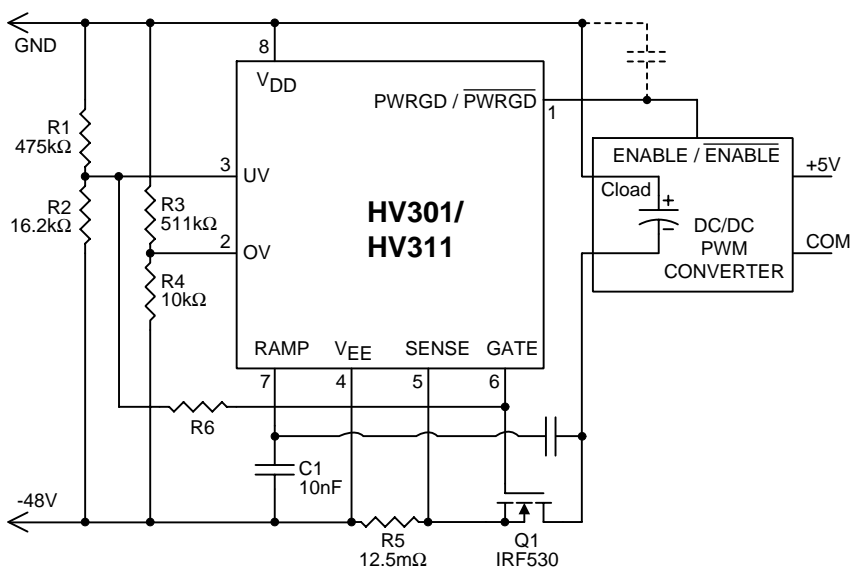 GND
8
VDD
PWRGD / PWRGD
1
R1
475kΩ
ENABLE / ENABLE
+5V
3
UV
Cload
+
R2
16.2kΩ
R3
511kΩ
HV301/
HV311
−
DC/DC
PWM
CONVERTER
COM
2
OV
R4
10kΩ
RAMP
VEE
SENSE
GATE
7
4
5
6
R6
C1
10nF
-48V
R5
12.5mΩ
Q1
IRF530